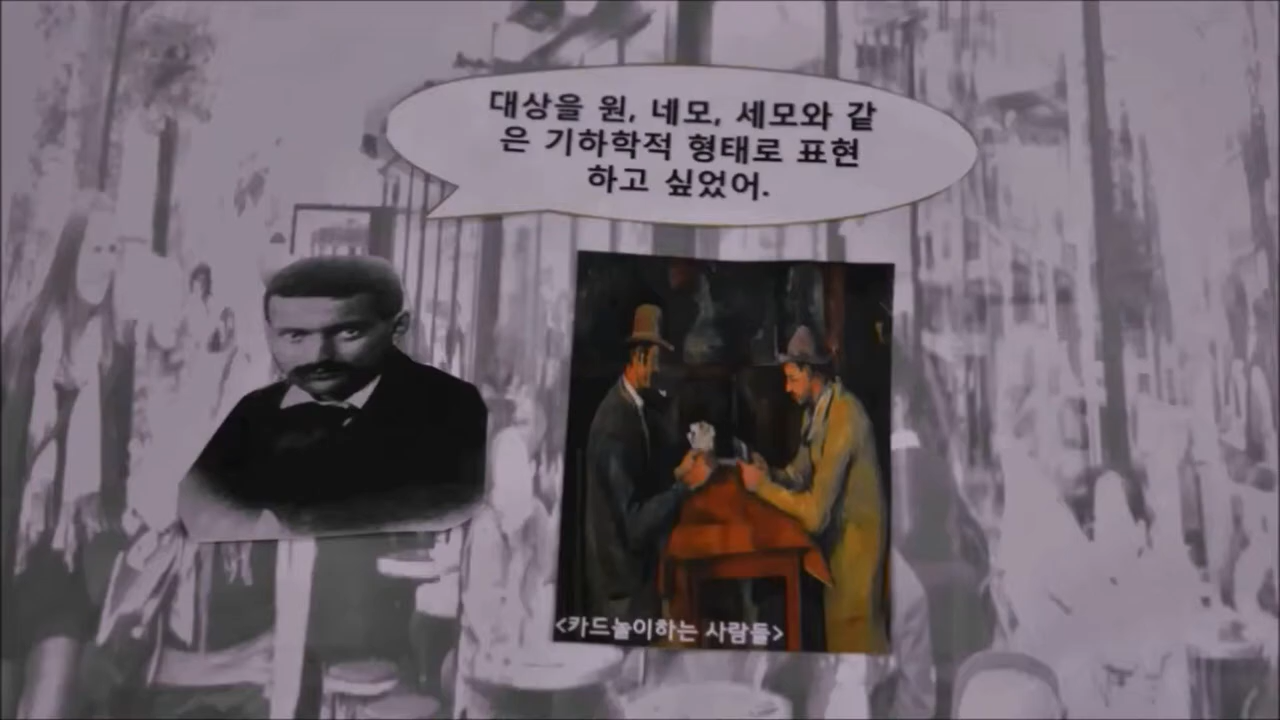 대상을 원, 네모, 세모와 같
은 기하학적 형태로 표현
하고 싶었어.
<카드놀이하는 사람들>